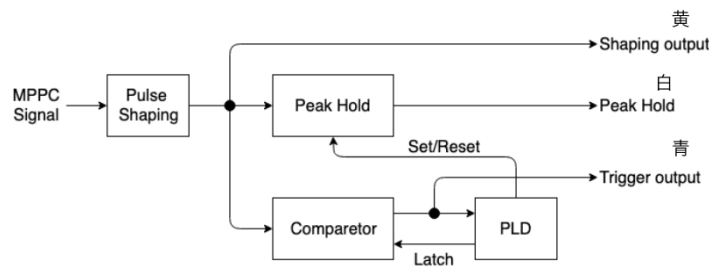 黄
Shaping output
MPPC
Signal
Pulse
Shaping
白
Peak Hold
Peak Hold
Set/Reset
青
Trigger output
Comparetor
PLD
Latch